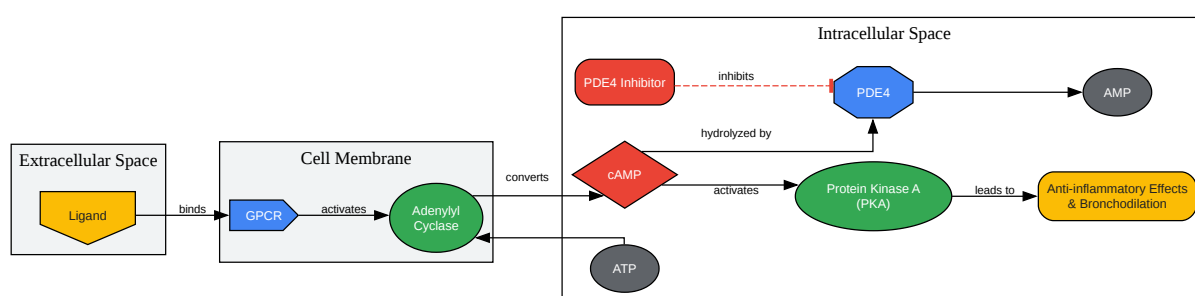 Intracellular Space
PDE4 Inhibitor
inhibits
PDE4
AMP
hydrolyzed by
Extracellular Space
Cell Membrane
Ligand
binds
GPCR
activates
Adenylyl
Cyclase
converts
cAMP
activates
Protein Kinase A
(PKA)
leads to
Anti-inflammatory Effects
& Bronchodilation
ATP